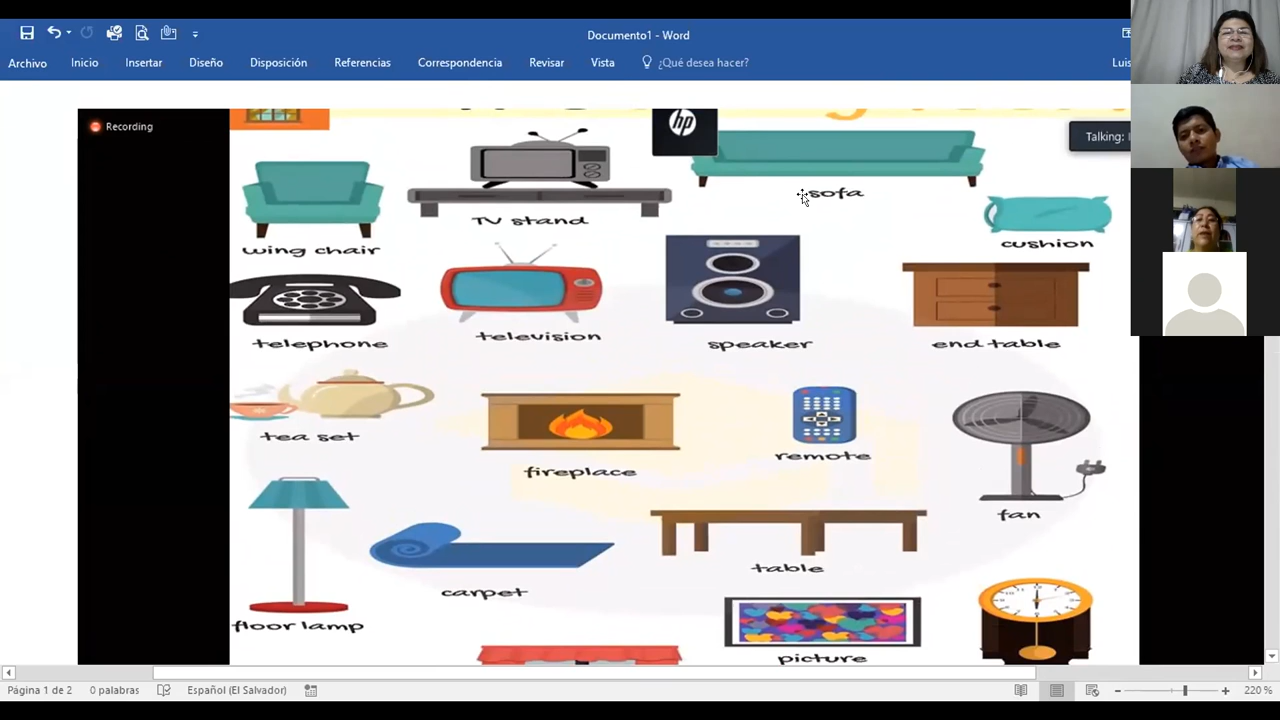 Documento1 - Word
Archivo Inicio Insertar Diseño Disposición Referencias Correspondencia Revisar Vista ¿Qué desea hacer? Luis
Recording
hp
Talking:
sofa
TV stand
wing chair
cushion
telephone
television
speaker
end table
tea set
fireplace
remote
fan
table
carpet
floor lamp
picture
Página 1 de 2 0 palabras Español (El Salvador) 220 %